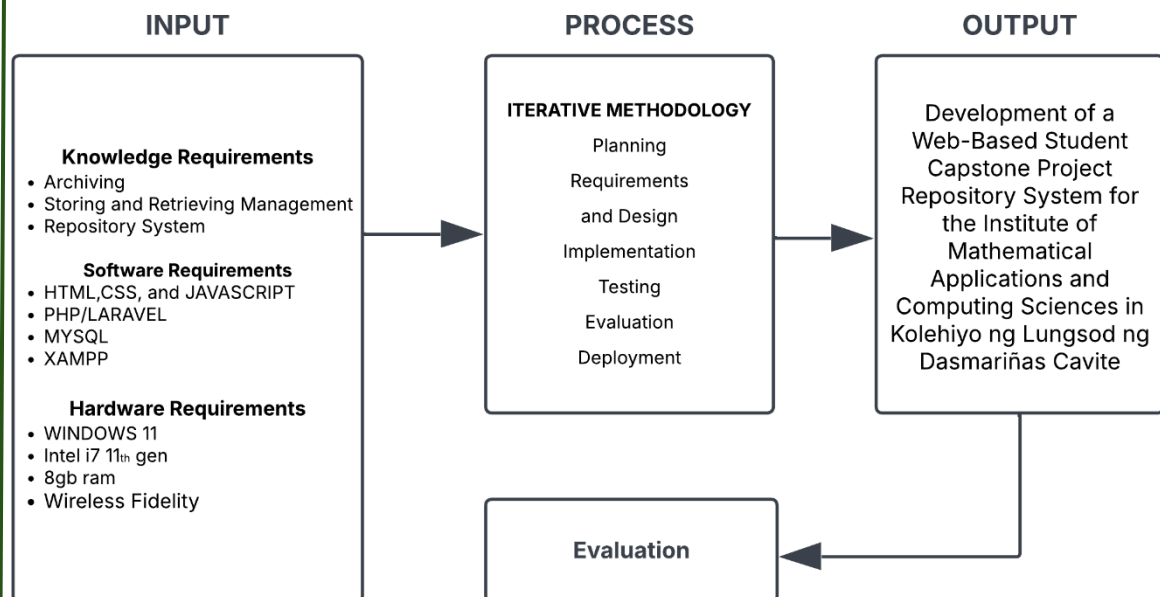 INPUT
Knowledge Requirements
• Archiving
• Storing and Retrieving Management
• Repository System
Software Requirements
• HTML,CSS, and JAVASCRIPT
• PHP/LARAVEL
• MYSQL
• XAMPP
Hardware Requirements
• WINDOWS 11
• Intel i7 11th gen
• 8gb ram
• Wireless Fidelity
PROCESS
ITERATIVE METHODOLOGY
Planning
Requirements
and Design
Implementation
Testing
Evaluation
Deployment
OUTPUT
Development of a
Web-Based Student
Capstone Project
Repository System for
the Institute of
Mathematical
Applications and
Computing Sciences in
Kolehiyo ng Lungsod ng
Dasmariñas Cavite
Evaluation